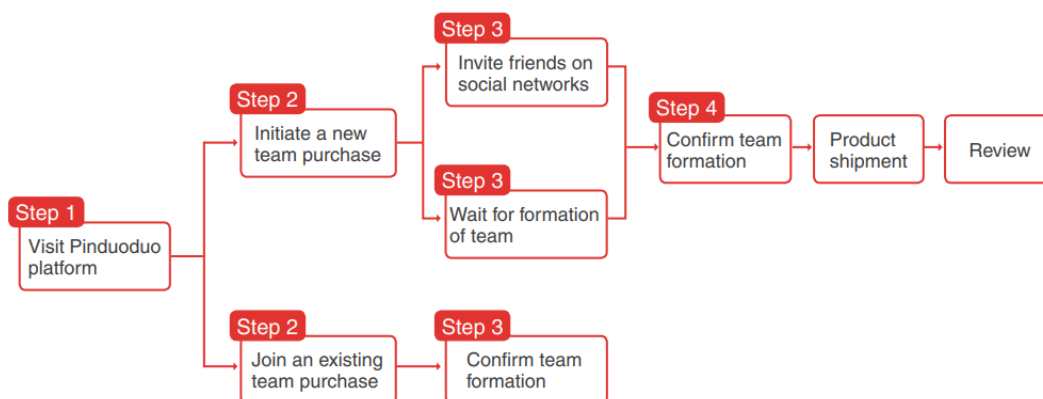 Step 1
Visit Pinduoduo
platform
Step 2
Initiate a new
team purchase
Step 3
Invite friends on
social networks
Step 3
Wait for formation
of team
Step 4
Confirm team
formation
Product
shipment
Review
Step 2
Join an existing
team purchase
Step 3
Confirm team
formation